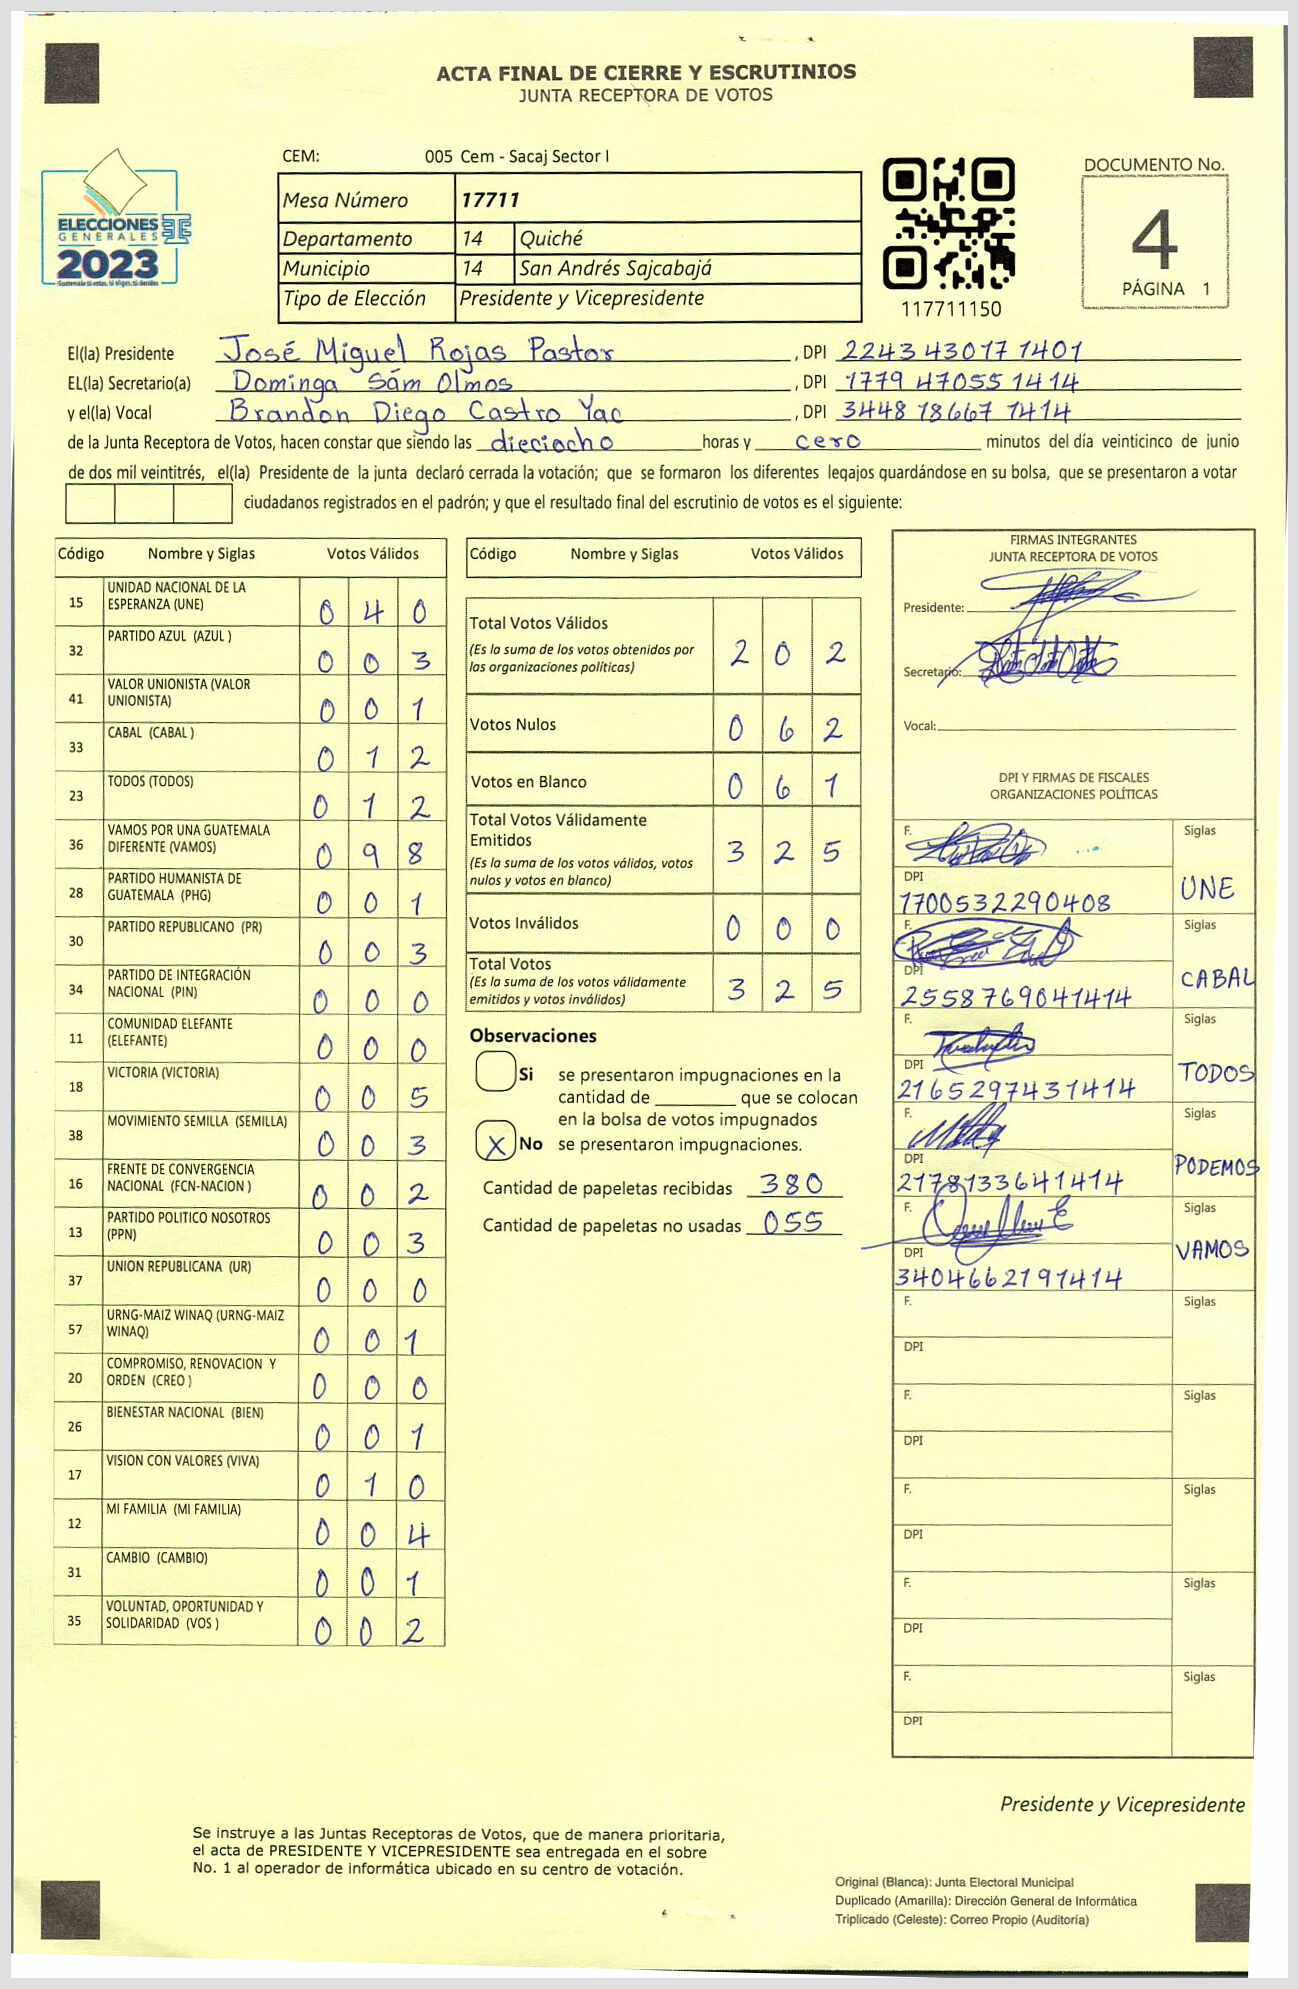 ACTA FINAL DE CIERRE Y ESCRUTINIOS
JUNTA RECEPTORA DE VOTOS
ELECCIONES
GENERALES
2023
Guatemala tú votas, tú eliges, tú decides
CEM: 005 Cem - Sacaj Sector I
Mesa Número 17711
Departamento 14 Quiché
Municipio 14 San Andrés Sajcabajá
Tipo de Elección Presidente y Vicepresidente
117711150
DOCUMENTO No.
4
PÁGINA 1
El(la) Presidente José Miguel Rojas Pastor, DPI 2243 43017 1401
EL(la) Secretario(a) Dominga Sám Olmos, DPI 1779 47055 1414
y el(la) Vocal Brandon Diego Castro Yac, DPI 3448 18667 1414
de la Junta Receptora de Votos, hacen constar que siendo las dieciocho horas y cero minutos del día veinticinco de junio
de dos mil veintitrés, el(la) Presidente de la junta declaró cerrada la votación; que se formaron los diferentes legajos quardándose en su bolsa, que se presentaron a votar
ciudadanos registrados en el padrón; y que el resultado final del escrutinio de votos es el siguiente:
Código Nombre y Siglas Votos Válidos
15 UNIDAD NACIONAL DE LA ESPERANZA (UNE) 0 4 0
32 PARTIDO AZUL (AZUL ) 0 0 3
41 VALOR UNIONISTA (VALOR UNIONISTA) 0 0 1
33 CABAL (CABAL ) 0 1 2
23 TODOS (TODOS) 0 1 2
36 VAMOS POR UNA GUATEMALA DIFERENTE (VAMOS) 0 9 8
28 PARTIDO HUMANISTA DE GUATEMALA (PHG) 0 0 1
30 PARTIDO REPUBLICANO (PR) 0 0 3
34 PARTIDO DE INTEGRACIÓN NACIONAL (PIN) 0 0 0
11 COMUNIDAD ELEFANTE (ELEFANTE) 0 0 0
18 VICTORIA (VICTORIA) 0 0 5
38 MOVIMIENTO SEMILLA (SEMILLA) 0 0 3
16 FRENTE DE CONVERGENCIA NACIONAL (FCN-NACION ) 0 0 2
13 PARTIDO POLITICO NOSOTROS (PPN) 0 0 3
37 UNION REPUBLICANA (UR) 0 0 0
57 URNG-MAIZ WINAQ (URNG-MAIZ WINAQ) 0 0 1
20 COMPROMISO, RENOVACION Y ORDEN (CREO ) 0 0 0
26 BIENESTAR NACIONAL (BIEN) 0 0 1
17 VISION CON VALORES (VIVA) 0 1 0
12 MI FAMILIA (MI FAMILIA) 0 0 4
31 CAMBIO (CAMBIO) 0 0 1
35 VOLUNTAD, OPORTUNIDAD Y SOLIDARIDAD (VOS ) 0 0 2
Código Nombre y Siglas Votos Válidos
Total Votos Válidos 2 0 2
(Es la suma de los votos obtenidos por
las organizaciones políticas)
Votos Nulos 0 6 2
Votos en Blanco 0 6 1
Total Votos Válidamente
Emitidos 3 2 5
(Es la suma de los votos válidos, votos
nulos y votos en blanco)
Votos Inválidos 0 0 0
Total Votos 3 2 5
(Es la suma de los votos válidamente
emitidos y votos inválidos)
Observaciones
Si se presentaron impugnaciones en la
cantidad de ________ que se colocan
en la bolsa de votos impugnados
X No se presentaron impugnaciones.
Cantidad de papeletas recibidas 380
Cantidad de papeletas no usadas 055
FIRMAS INTEGRANTES
JUNTA RECEPTORA DE VOTOS
Presidente:
Secretario:
Vocal:
DPI Y FIRMAS DE FISCALES
ORGANIZACIONES POLÍTICAS
F. Siglas
DPI UNE
1700532290408
F. Siglas
DPI CABAL
2558769041414
F. Siglas
DPI TODOS
2165297431414
F. Siglas
DPI PODEMOS
2178133641414
F. Siglas
DPI VAMOS
3404662191414
F. Siglas
DPI
F. Siglas
DPI
F. Siglas
DPI
F. Siglas
DPI
F. Siglas
DPI
Presidente y Vicepresidente
Se instruye a las Juntas Receptoras de Votos, que de manera prioritaria,
el acta de PRESIDENTE Y VICEPRESIDENTE sea entregada en el sobre
No. 1 al operador de informática ubicado en su centro de votación.
Original (Blanca): Junta Electoral Municipal
Duplicado (Amarilla): Dirección General de Informática
Triplicado (Celeste): Correo Propio (Auditoría)